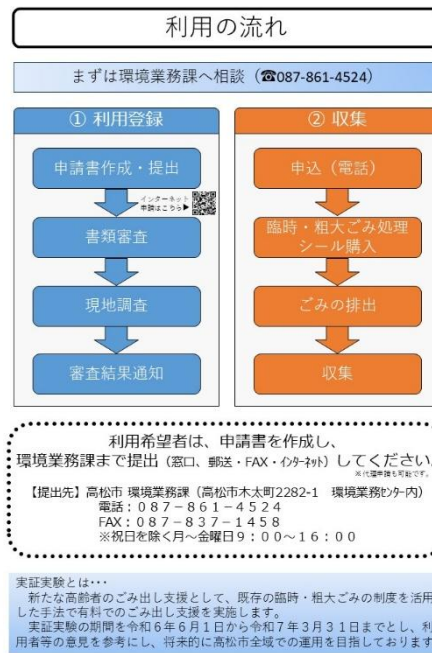 利用の流れ
まずは環境業務課へ相談（☎087-861-4524）
① 利用登録
申請書作成・提出
インターネット
申請はこちら▶
書類審査
現地調査
審査結果通知
② 収集
申込（電話）
臨時・粗大ごみ処理
シール購入
ごみの排出
収集
利用希望者は、申請書を作成し、
環境業務課まで提出（窓口、郵送・FAX・インターネット）してください。
※代理申請も可能です。
【提出先】高松市 環境業務課（高松市木太町2282-1 環境業務センター内）
電話：０８７－８６１－４５２４
FAX：０８７－８３７－１４５８
※祝日を除く月～金曜日９：００～１６：００
実証実験とは・・・
新たな高齢者のごみ出し支援として、既存の臨時・粗大ごみの制度を活用
した手法で有料でのごみ出し支援を実施します。
実証実験の期間を令和６年６月１日から令和７年３月３１日までとし、利
用者等の意見を参考にし、将来的に高松市全域での運用を目指しております